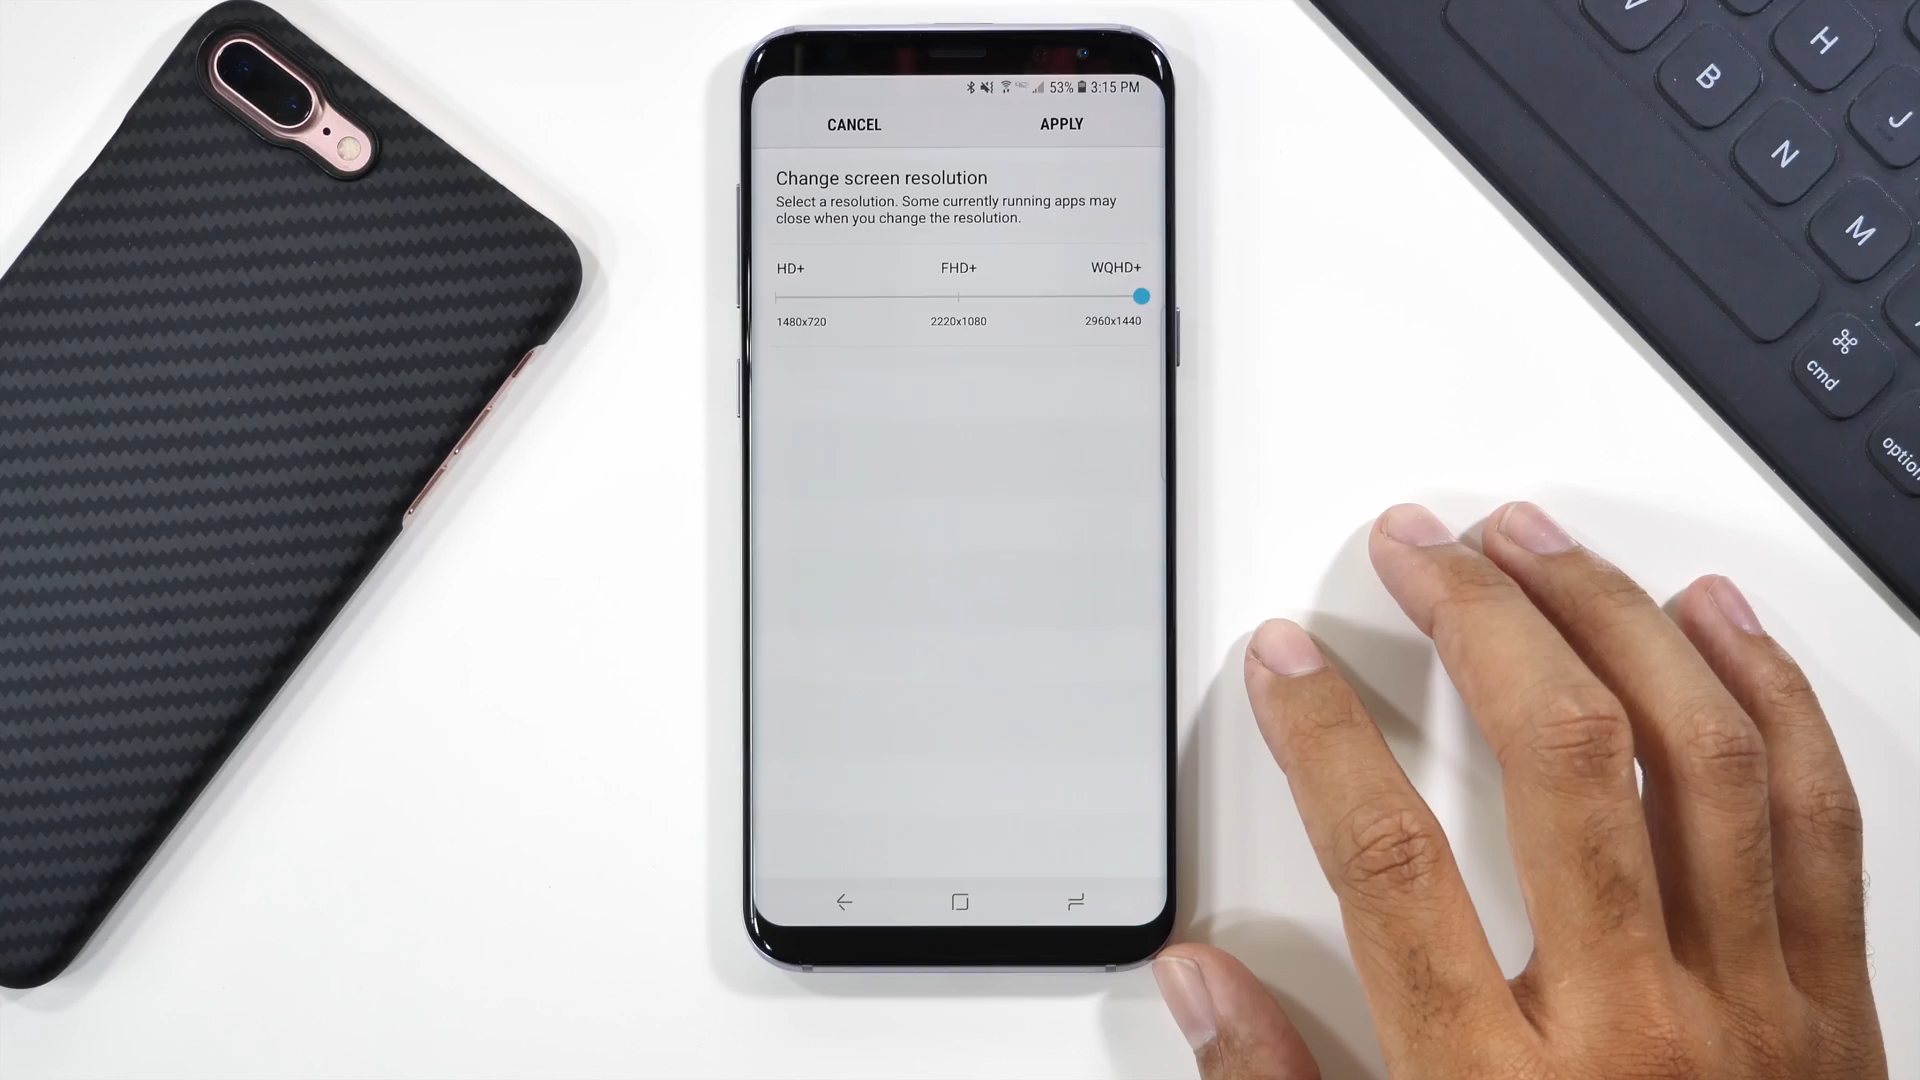 53% 3:15 PM
CANCEL APPLY
Change screen resolution
Select a resolution. Some currently running apps may
close when you change the resolution.
HD+ FHD+ WQHD+
1480x720 2220x1080 2960x1440
V
B
H
N
J
M
⌘
cmd
option